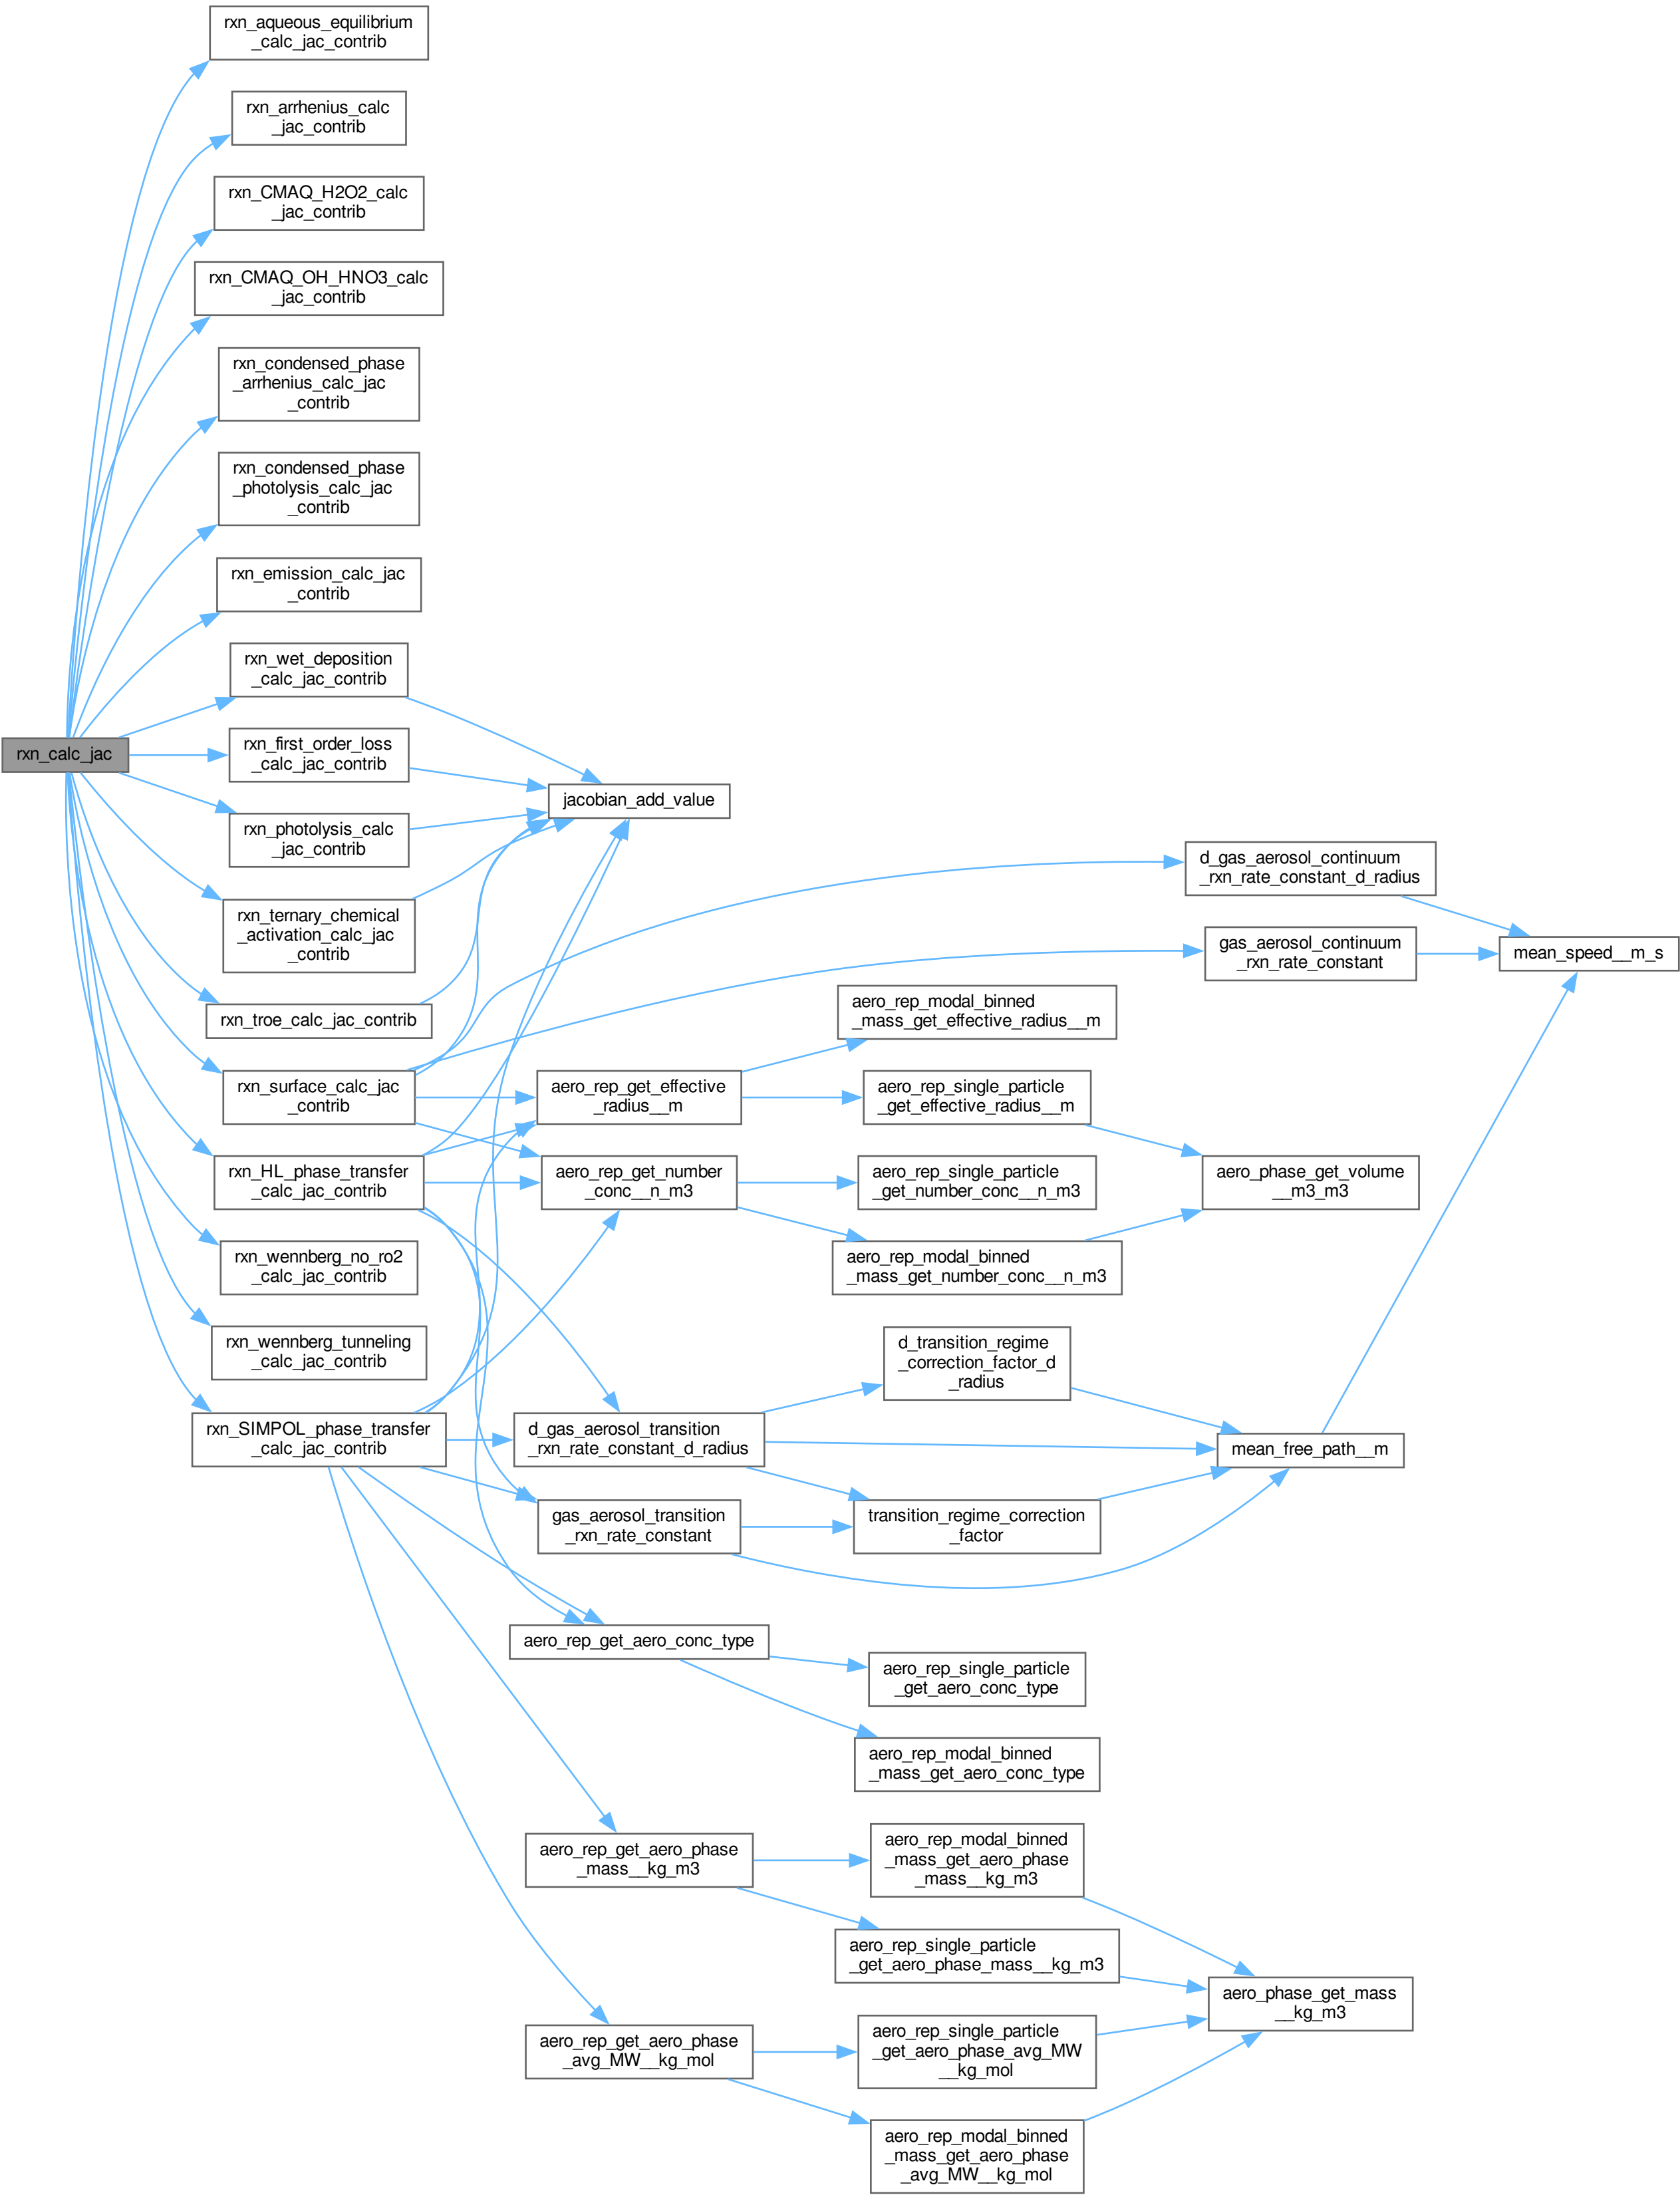 rxn_calc_jac
rxn_aqueous_equilibrium
_calc_jac_contrib
rxn_arrhenius_calc
_jac_contrib
rxn_CMAQ_H2O2_calc
_jac_contrib
rxn_CMAQ_OH_HNO3_calc
_jac_contrib
rxn_condensed_phase
_arrhenius_calc_jac
_contrib
rxn_condensed_phase
_photolysis_calc_jac
_contrib
rxn_emission_calc_jac
_contrib
rxn_wet_deposition
_calc_jac_contrib
rxn_first_order_loss
_calc_jac_contrib
rxn_photolysis_calc
_jac_contrib
rxn_ternary_chemical
_activation_calc_jac
_contrib
rxn_troe_calc_jac_contrib
rxn_surface_calc_jac
_contrib
rxn_HL_phase_transfer
_calc_jac_contrib
rxn_wennberg_no_ro2
_calc_jac_contrib
rxn_wennberg_tunneling
_calc_jac_contrib
rxn_SIMPOL_phase_transfer
_calc_jac_contrib
jacobian_add_value
aero_rep_get_effective
_radius__m
aero_rep_get_number
_conc__n_m3
d_gas_aerosol_transition
_rxn_rate_constant_d_radius
gas_aerosol_transition
_rxn_rate_constant
aero_rep_get_aero_conc_type
aero_rep_get_aero_phase
_mass__kg_m3
aero_rep_get_aero_phase
_avg_MW__kg_mol
aero_rep_modal_binned
_mass_get_effective_radius__m
aero_rep_single_particle
_get_effective_radius__m
aero_rep_single_particle
_get_number_conc__n_m3
aero_rep_modal_binned
_mass_get_number_conc__n_m3
d_transition_regime
_correction_factor_d
_radius
transition_regime_correction
_factor
aero_rep_single_particle
_get_aero_conc_type
aero_rep_modal_binned
_mass_get_aero_conc_type
aero_rep_modal_binned
_mass_get_aero_phase
_mass__kg_m3
aero_rep_single_particle
_get_aero_phase_mass__kg_m3
aero_rep_single_particle
_get_aero_phase_avg_MW
__kg_mol
aero_rep_modal_binned
_mass_get_aero_phase
_avg_MW__kg_mol
d_gas_aerosol_continuum
_rxn_rate_constant_d_radius
gas_aerosol_continuum
_rxn_rate_constant
aero_phase_get_volume
__m3_m3
mean_free_path__m
aero_phase_get_mass
__kg_m3
mean_speed__m_s